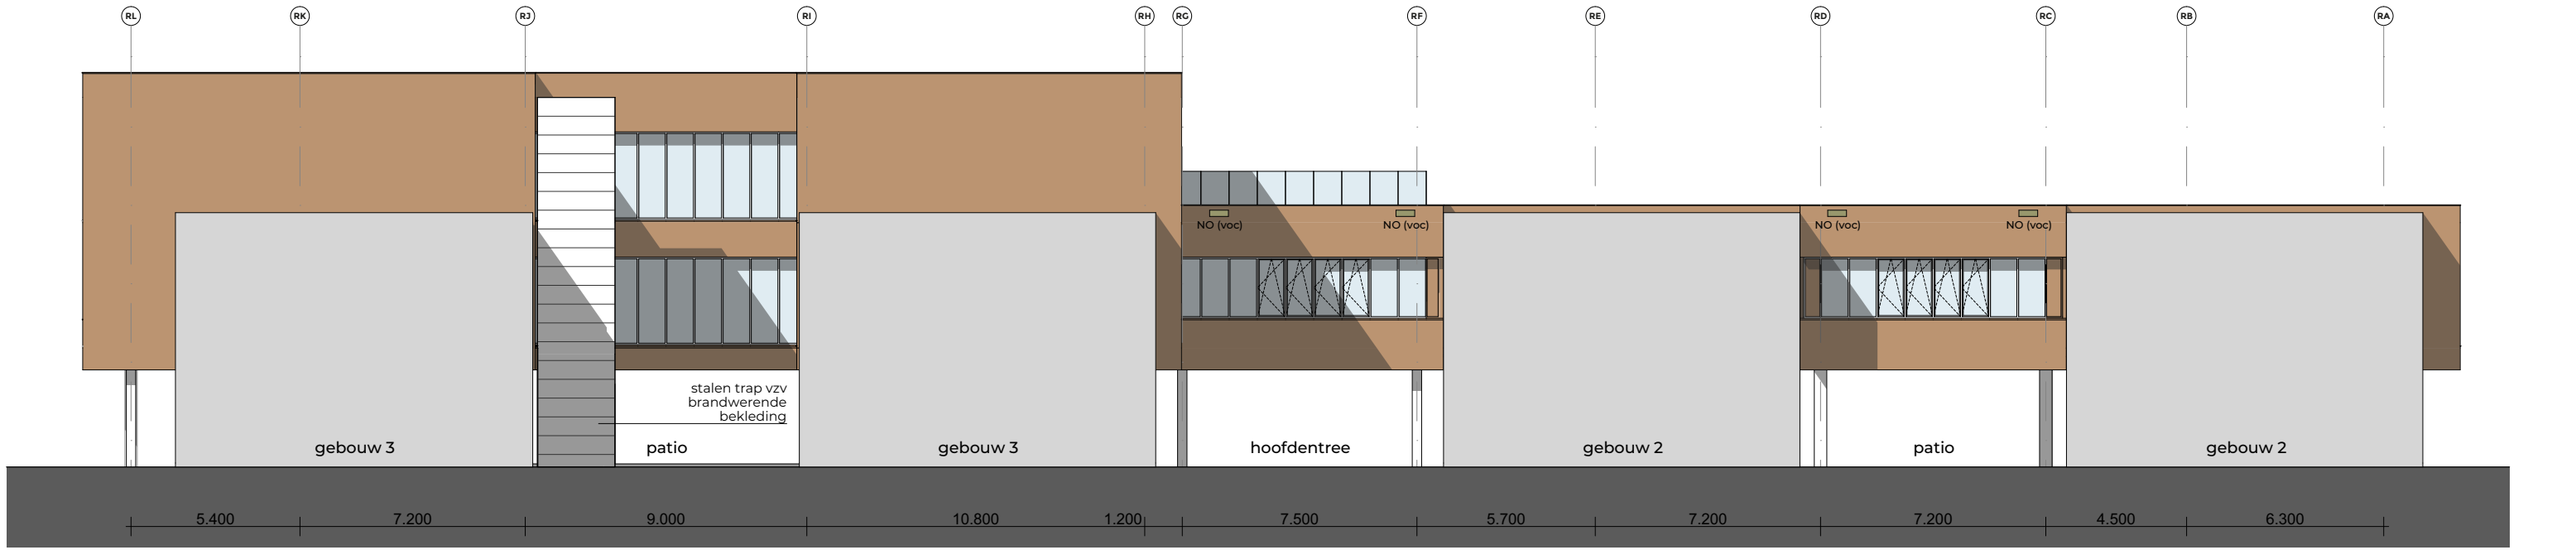 RL RK RJ RI RH RG RF RE RD RC RB RA
NO (voc) NO (voc) NO (voc) NO (voc)
stalen trap vzv
brandwerende
bekleding
gebouw 3 patio gebouw 3 hoofdentree gebouw 2 patio gebouw 2
5.400 7.200 9.000 10.800 1.200 7.500 5.700 7.200 7.200 4.500 6.300